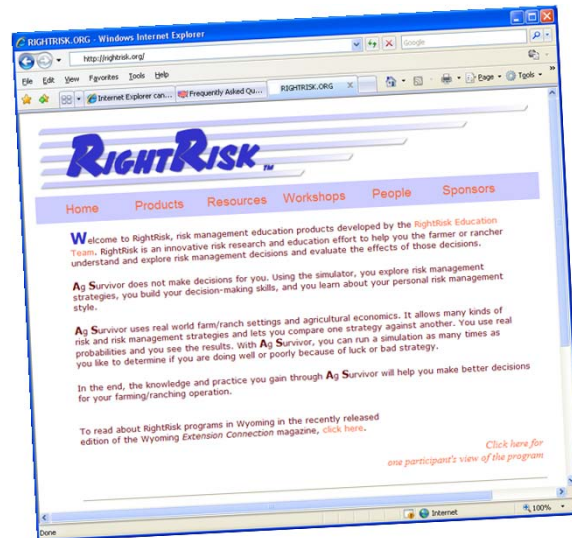 RIGHTRISK.ORG - Windows Internet Explorer
http://rightrisk.org/
Google
File Edit View Favorites Tools Help
Internet Explorer can... Frequently Asked Qu... RIGHTRISK.ORG X Page Tools
RIGHTRISK TM
Home Products Resources Workshops People Sponsors
Welcome to RightRisk, risk management education products developed by the RightRisk Education
Team. RightRisk is an innovative risk research and education effort to help you the farmer or rancher
understand and explore risk management decisions and evaluate the effects of those decisions.
Ag Survivor does not make decisions for you. Using the simulator, you explore risk management
strategies, you build your decision-making skills, and you learn about your personal risk management
style.
Ag Survivor uses real world farm/ranch settings and agricultural economics. It allows many kinds of
risk and risk management strategies and lets you compare one strategy against another. You use real
probabilities and you see the results. With Ag Survivor, you can run a simulation as many times as
you like to determine if you are doing well or poorly because of luck or bad strategy.
In the end, the knowledge and practice you gain through Ag Survivor will help you make better decisions
for your farming/ranching operation.
To read about RightRisk programs in Wyoming in the recently released
edition of the Wyoming Extension Connection magazine, click here.
Click here for
one participant's view of the program
Done Internet 100%